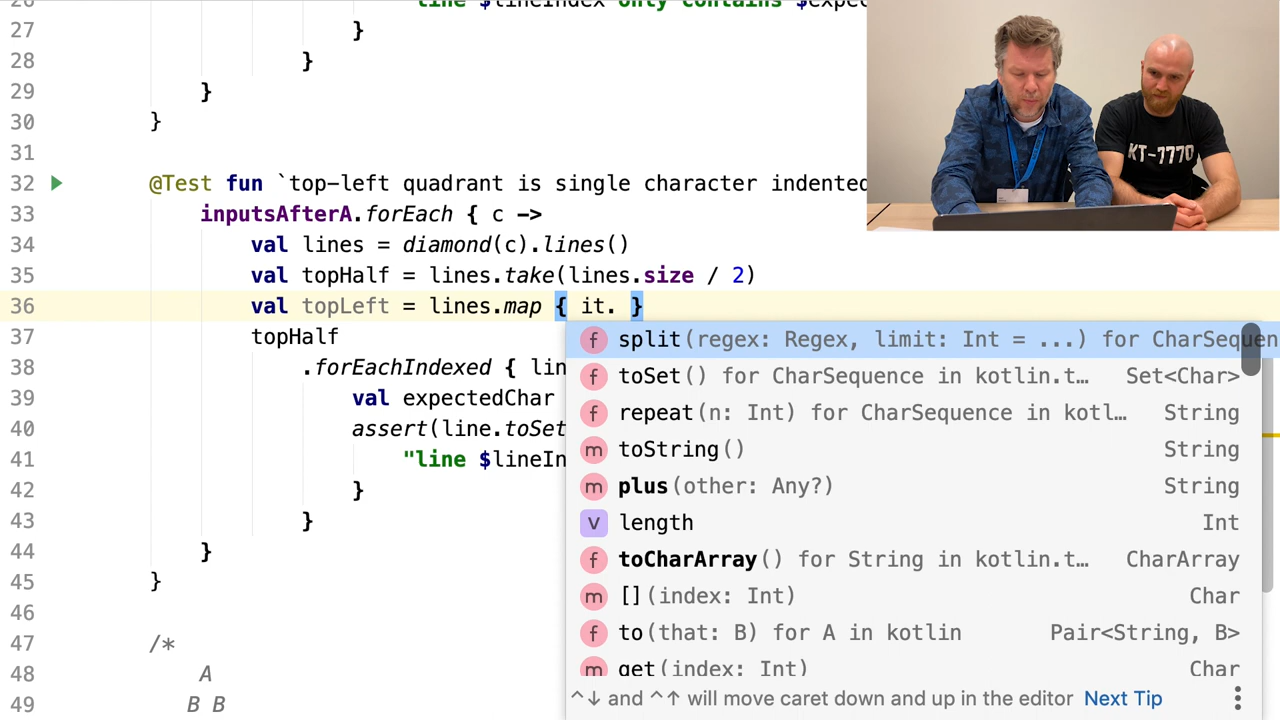 26 "line $lineIndex only contains $expec
27 }
28 }
29 }
30 }
31
32 @Test fun `top-left quadrant is single character indented
33 inputsAfterA.forEach { c ->
34 val lines = diamond(c).lines()
35 val topHalf = lines.take(lines.size / 2)
36 val topLeft = lines.map { it. }
37 topHalf
38 .forEachIndexed { lin
39 val expectedChar
40 assert(line.toSet
41 "line $lineIn
42 }
43 }
44 }
45 }
46
47 /*
48 A
49 B B
f split(regex: Regex, limit: Int = ...) for CharSequen
f toSet() for CharSequence in kotlin.t… Set<Char>
f repeat(n: Int) for CharSequence in kotl… String
m toString() String
m plus(other: Any?) String
v length Int
f toCharArray() for String in kotlin.t… CharArray
m [](index: Int) Char
f to(that: B) for A in kotlin Pair<String, B>
m get(index: Int) Char
^↓ and ^↑ will move caret down and up in the editor Next Tip
KT-7770